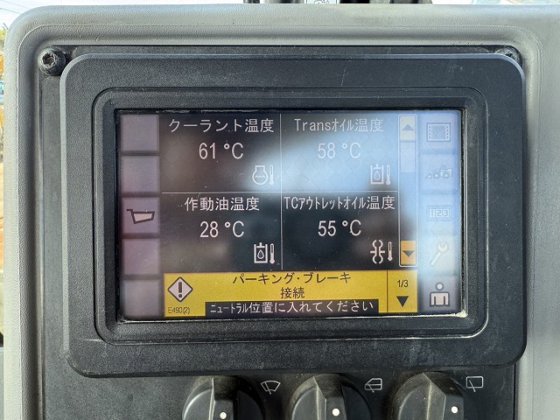 クーラント温度
61 °C
Transオイル温度
58 °C
作動油温度
28 °C
TCアウトレットオイル温度
55 °C
パーキング・ブレーキ
接続
ニュートラル位置に入れてください
E490(2)
1/3